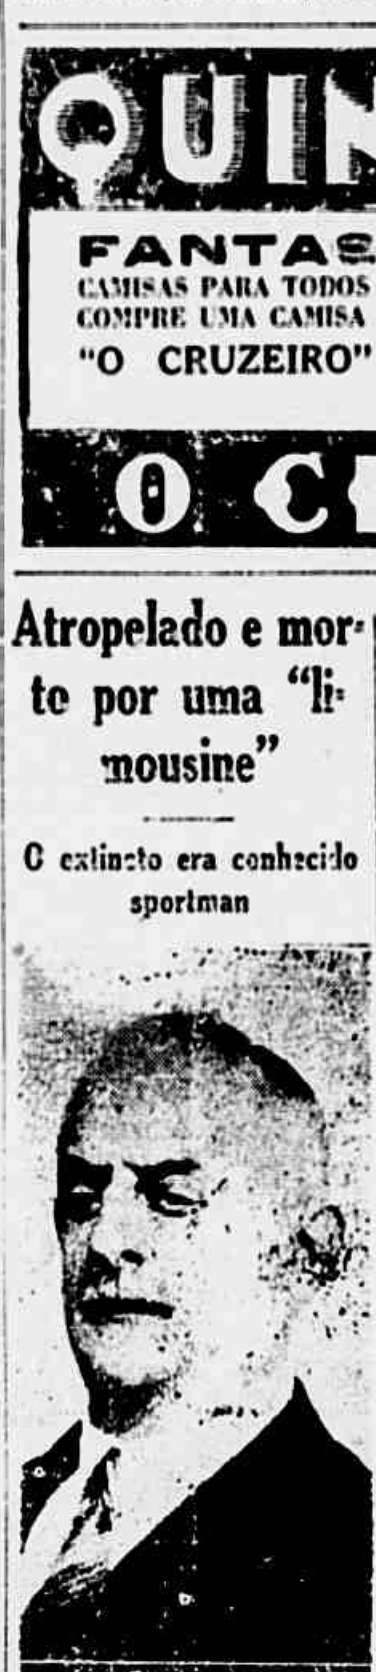 QUIN
FANTAS
CAMISAS PARA TODOS
COMPRE UMA CAMISA
"O CRUZEIRO"
O C
Atropelado e mor-
to por uma "li-
mousine"
O extincto era conhecido
sportman